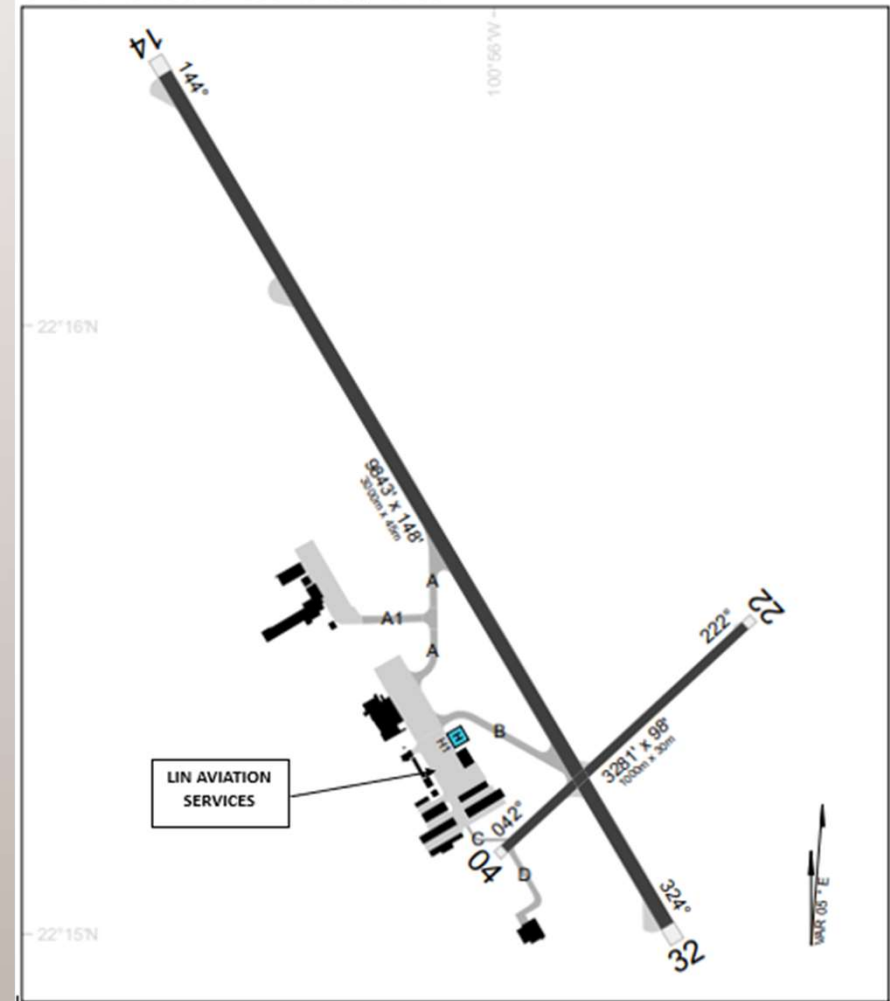 14
144°
100°56'W
22°16'N
9843' x 148'
3000m x 45m
A
A1
A
22
222°
B
H
H1
3281' x 98'
1000m x 30m
LIN AVIATION
SERVICES
042°
04
C
D
324°
32
22°15'N
VAR 05° E